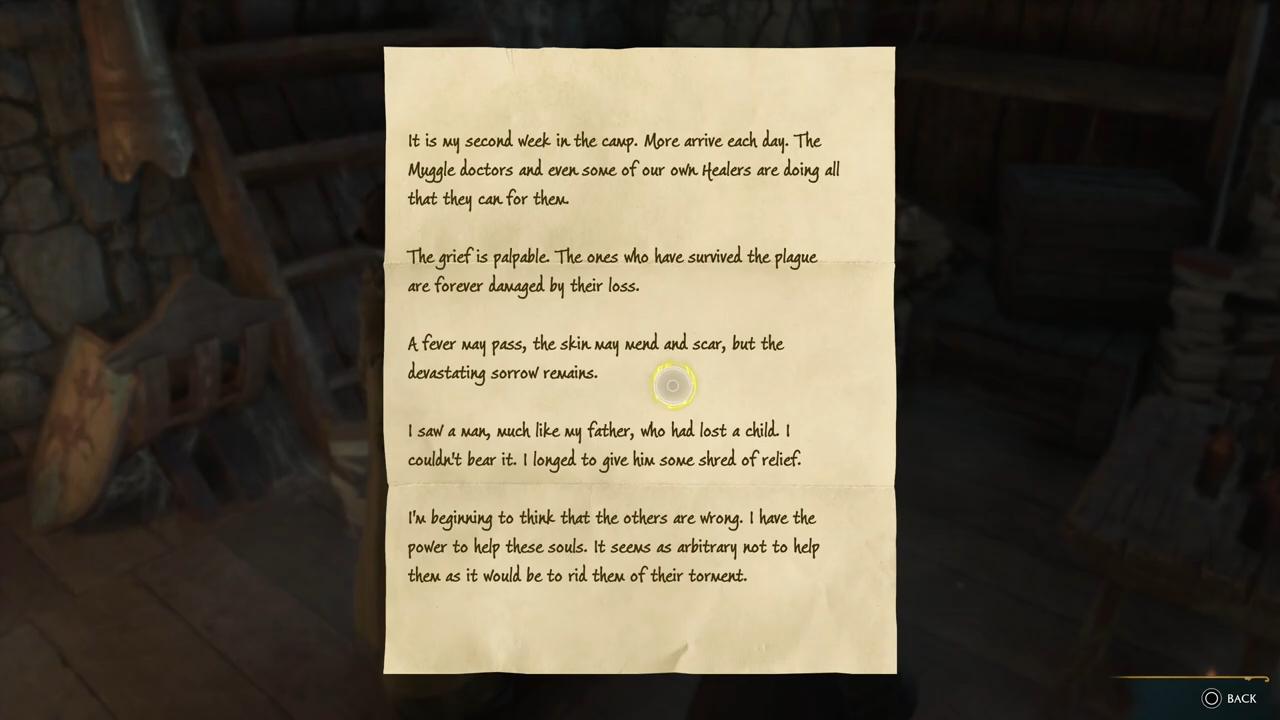 It is my second week in the camp. More arrive each day. The
Muggle doctors and even some of our own Healers are doing all
that they can for them.
The grief is palpable. The ones who have survived the plague
are forever damaged by their loss.
A fever may pass, the skin may mend and scar, but the
devastating sorrow remains.
I saw a man, much like my father, who had lost a child. I
couldn't bear it. I longed to give him some shred of relief.
I'm beginning to think that the others are wrong. I have the
power to help these souls. It seems as arbitrary not to help
them as it would be to rid them of their torment.
BACK